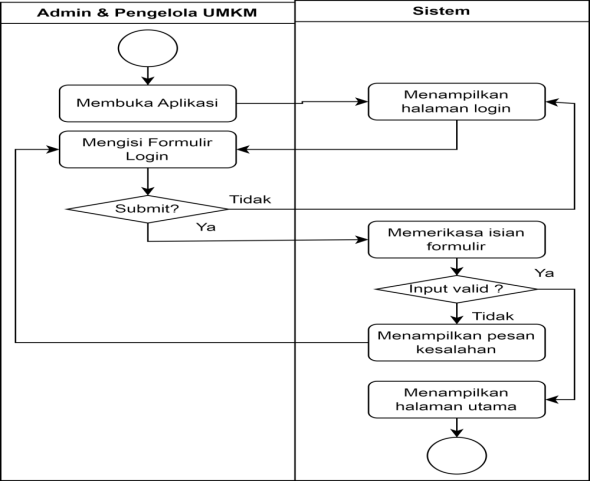 Admin & Pengelola UMKM
Sistem
Membuka Aplikasi
Menampilkan
halaman login
Mengisi Formulir
Login
Submit?
Tidak
Ya
Memerikasa isian
formulir
Input valid ?
Ya
Tidak
Menampilkan pesan
kesalahan
Menampilkan
halaman utama